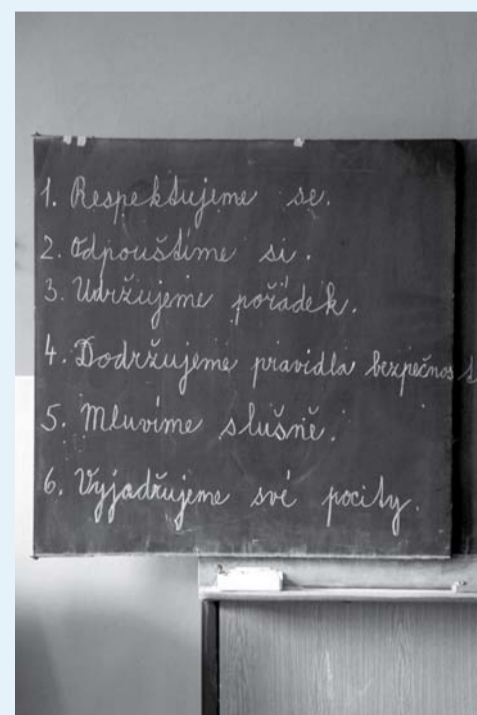 1. Respektujeme se.
2. Odpouštíme si.
3. Udržujeme pořádek.
4. Dodržujeme pravidla bezpečnost
5. Mluvíme slušně.
6. Vyjadřujeme své pocity.